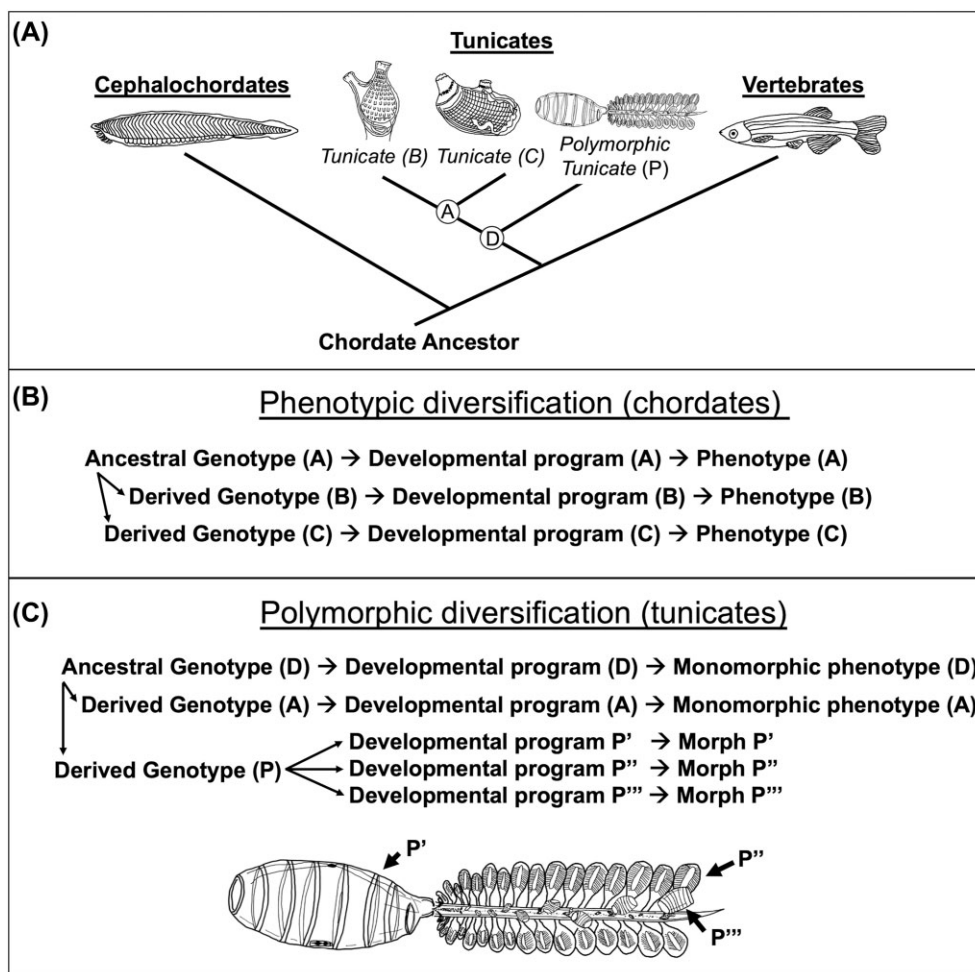 (A)
Tunicates
Cephalochordates
Vertebrates
Tunicate (B)
Tunicate (C)
Polymorphic
Tunicate (P)
A
D
Chordate Ancestor
(B)
Phenotypic diversification (chordates)
Ancestral Genotype (A) → Developmental program (A) → Phenotype (A)
Derived Genotype (B) → Developmental program (B) → Phenotype (B)
Derived Genotype (C) → Developmental program (C) → Phenotype (C)
(C)
Polymorphic diversification (tunicates)
Ancestral Genotype (D) → Developmental program (D) → Monomorphic phenotype (D)
Derived Genotype (A) → Developmental program (A) → Monomorphic phenotype (A)
Developmental program P’ → Morph P’
Derived Genotype (P)
Developmental program P’’ → Morph P’’
Developmental program P’’’ → Morph P’’’
P’
P’’
P’’’